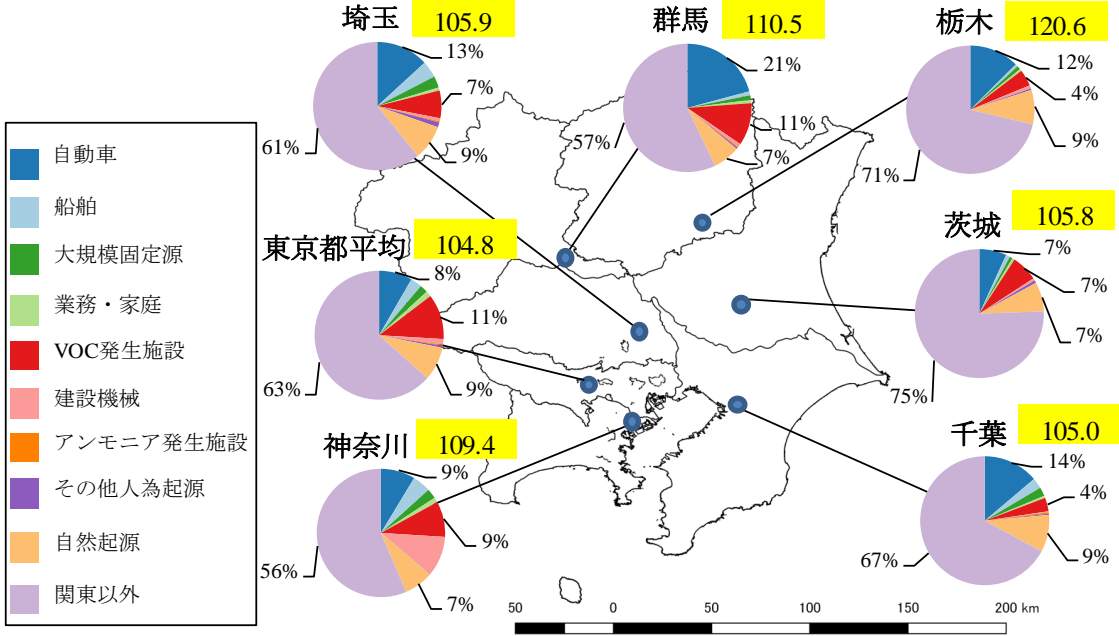 埼玉
105.9
13%
7%
9%
61%
群馬
110.5
21%
11%
7%
57%
栃木
120.6
12%
4%
9%
71%
自動車
船舶
大規模固定源
業務・家庭
VOC発生施設
建設機械
アンモニア発生施設
その他人為起源
自然起源
関東以外
東京都平均
104.8
8%
11%
9%
63%
茨城
105.8
7%
7%
7%
75%
神奈川
109.4
9%
9%
7%
56%
千葉
105.0
14%
4%
9%
67%
50 0 50 100 150 200 km